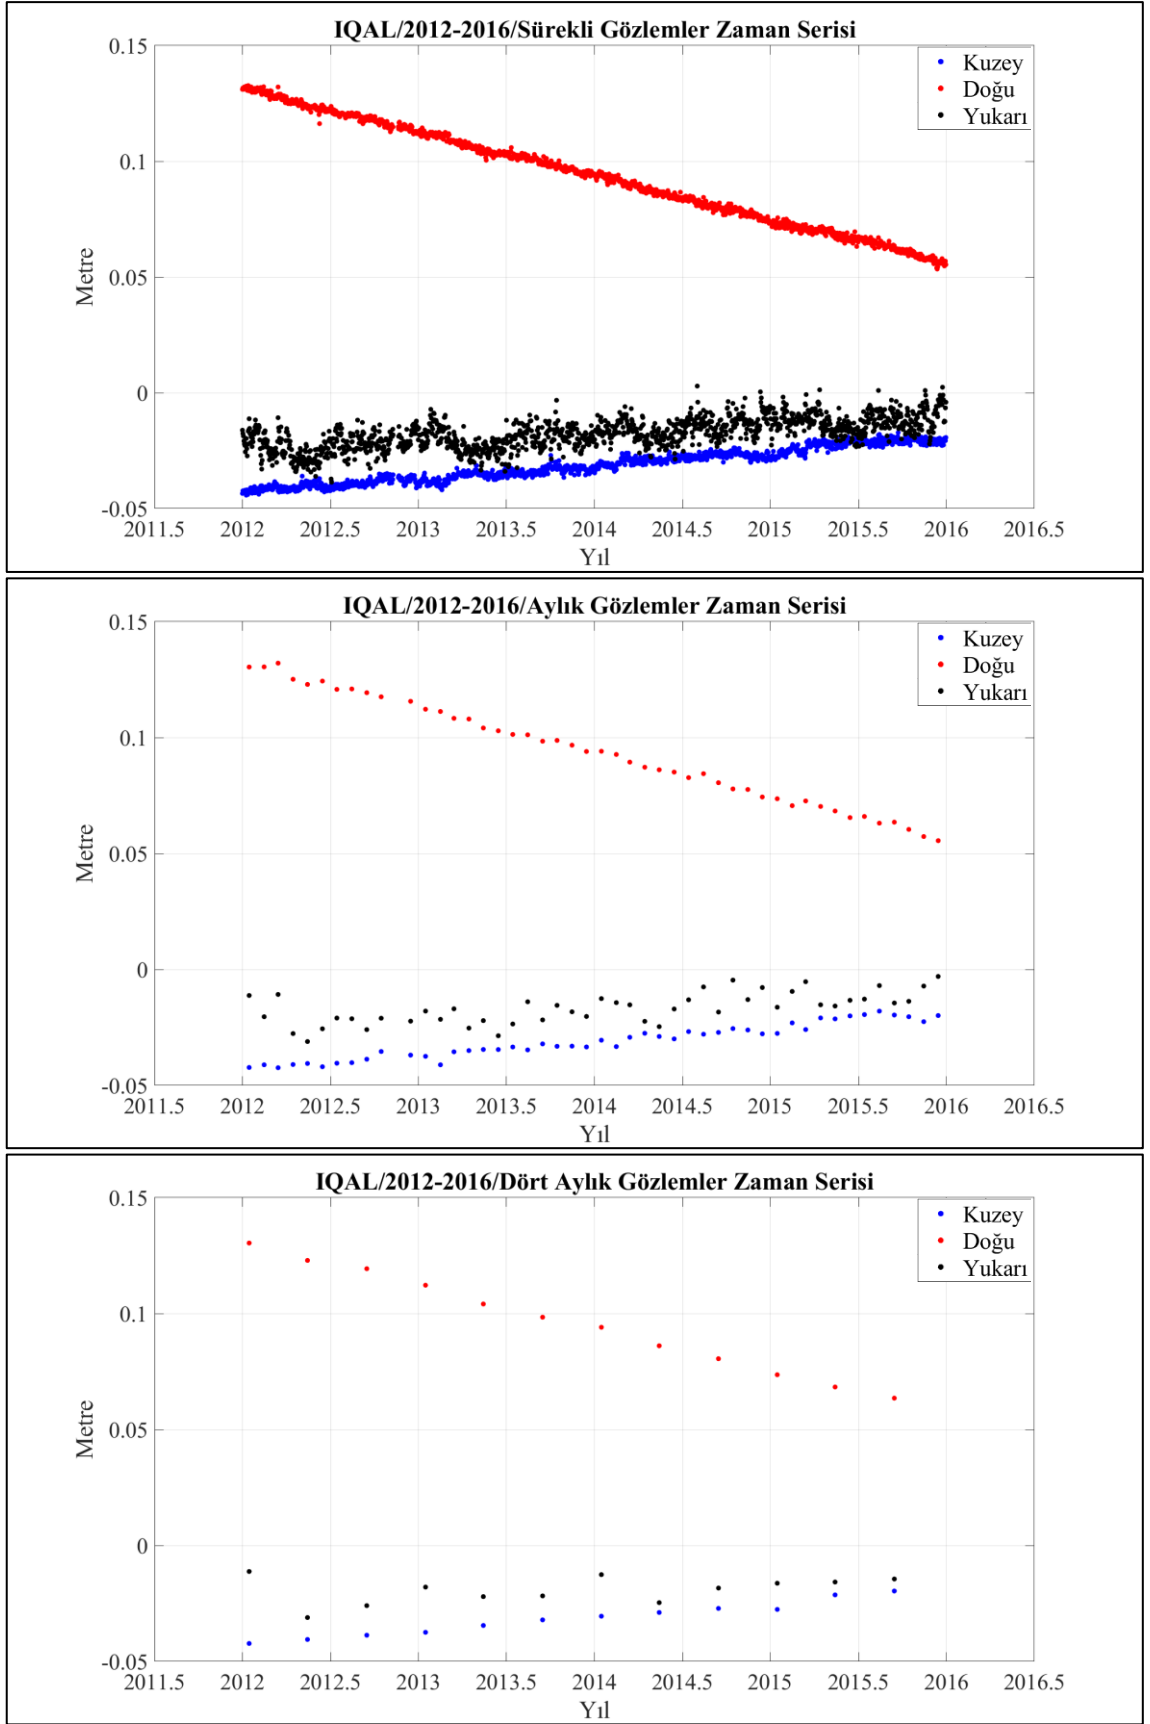 IQAL/2012-2016/Sürekli Gözlemler Zaman Serisi
0.15
0.1
0.05
0
-0.05
Metre
Kuzey
Doğu
Yukarı
2011.5 2012 2012.5 2013 2013.5 2014 2014.5 2015 2015.5 2016 2016.5
Yıl
IQAL/2012-2016/Aylık Gözlemler Zaman Serisi
0.15
0.1
0.05
0
-0.05
Metre
Kuzey
Doğu
Yukarı
2011.5 2012 2012.5 2013 2013.5 2014 2014.5 2015 2015.5 2016 2016.5
Yıl
IQAL/2012-2016/Dört Aylık Gözlemler Zaman Serisi
0.15
0.1
0.05
0
-0.05
Metre
Kuzey
Doğu
Yukarı
2011.5 2012 2012.5 2013 2013.5 2014 2014.5 2015 2015.5 2016 2016.5
Yıl